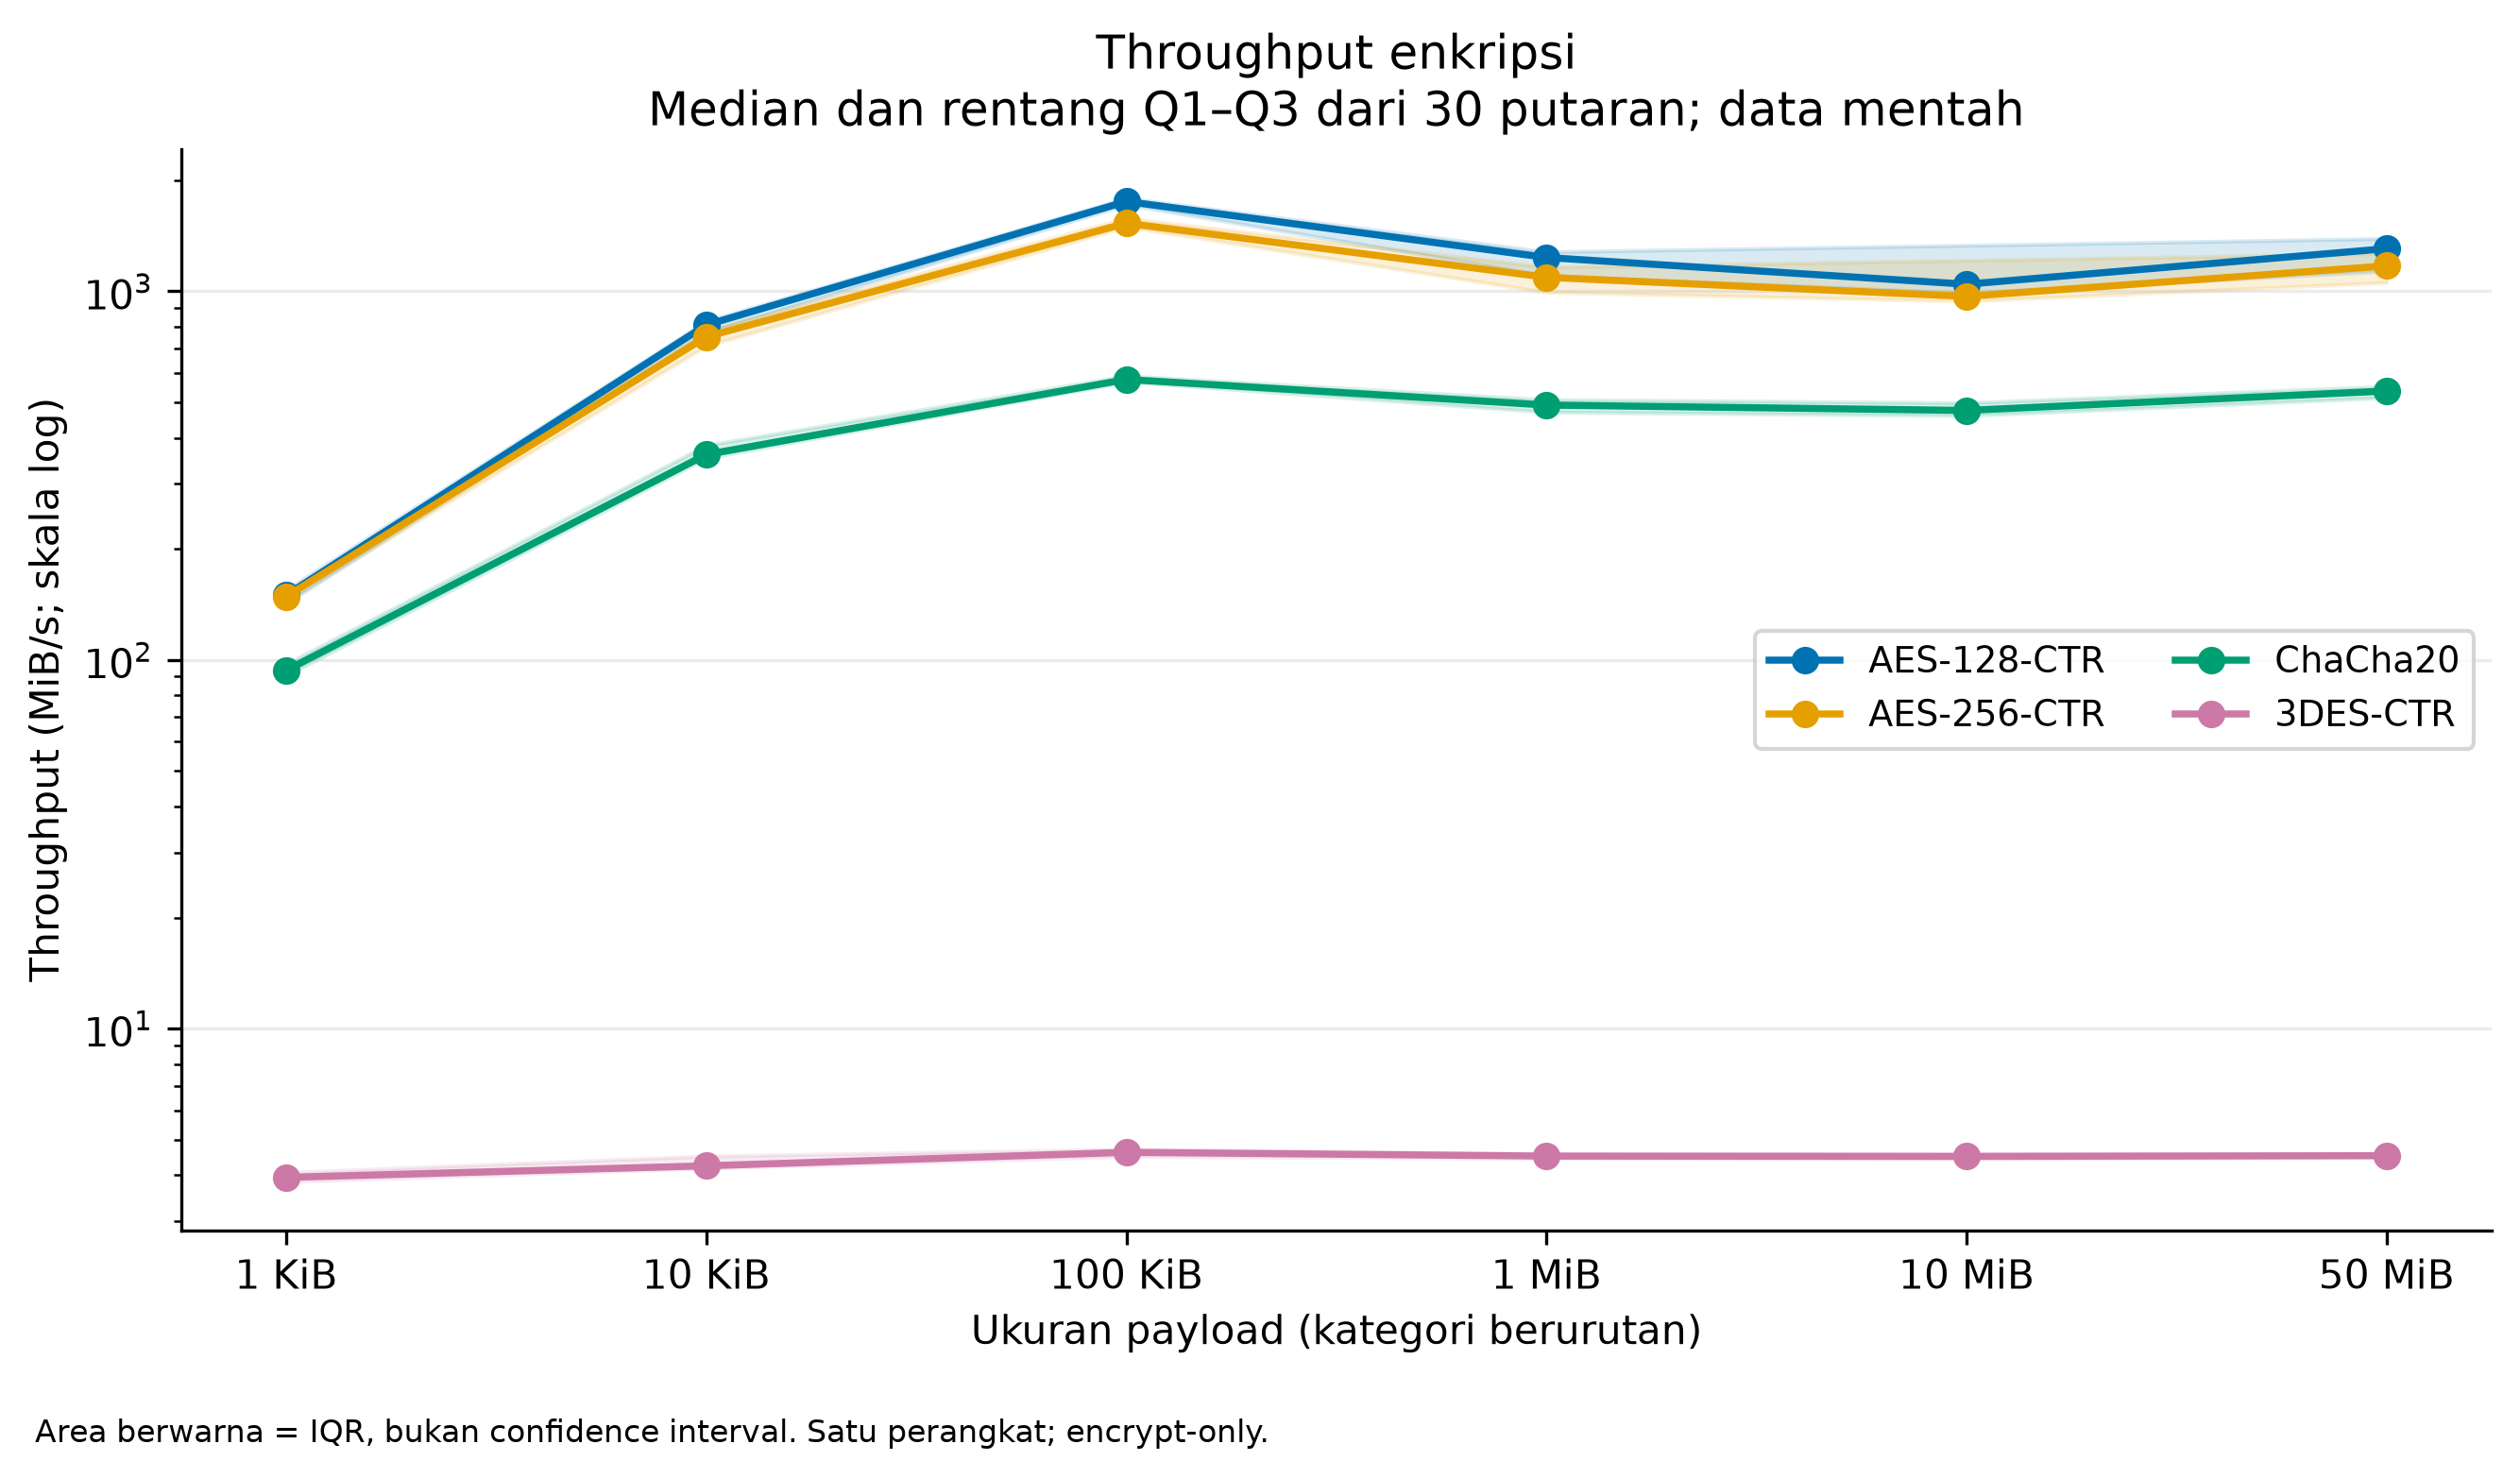 Throughput enkripsi
Median dan rentang Q1–Q3 dari 30 putaran; data mentah
Throughput (MiB/s; skala log)
10³
10²
10¹
AES-128-CTR
AES-256-CTR
ChaCha20
3DES-CTR
1 KiB
10 KiB
100 KiB
1 MiB
10 MiB
50 MiB
Ukuran payload (kategori berurutan)
Area berwarna = IQR, bukan confidence interval. Satu perangkat; encrypt-only.